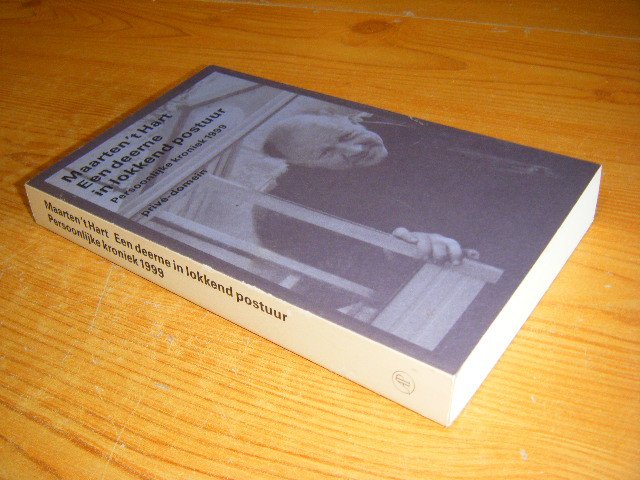 Maarten 't Hart
Een deerne
in lokkend postuur
Persoonlijke kroniek 1999
privé-domein
Maarten 't Hart Een deerne in lokkend postuur
Persoonlijke kroniek 1999